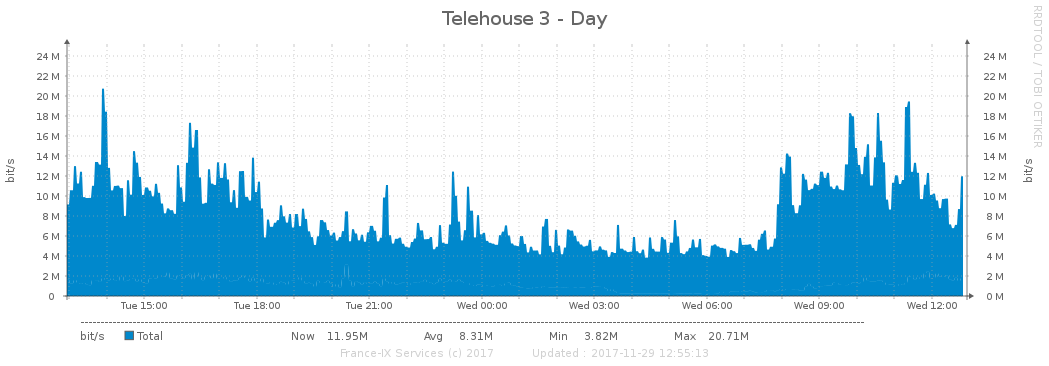 Telehouse 3 - Day
RRDTOOL / TOBI OETIKER
bit/s
24 M 24 M
22 M 22 M
20 M 20 M
18 M 18 M
16 M 16 M
14 M 14 M
12 M 12 M
10 M 10 M
8 M 8 M
6 M 6 M
4 M 4 M
2 M 2 M
0 0 M
bit/s
Tue 15:00 Tue 18:00 Tue 21:00 Wed 00:00 Wed 03:00 Wed 06:00 Wed 09:00 Wed 12:00
bit/s Total Now 11.95M Avg 8.31M Min 3.82M Max 20.71M
France-IX Services (c) 2017 Updated : 2017-11-29 12:55:13